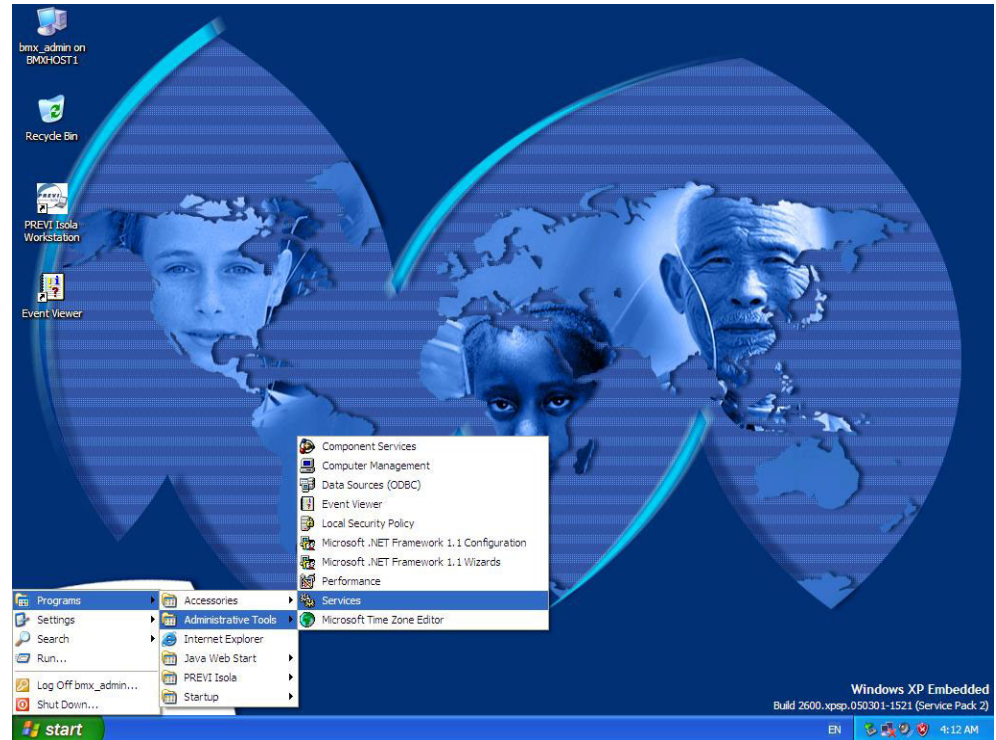 bmx_admin on
BMXHOST1
Recycle Bin
PREVI
PREVI Isola
Workstation
Event Viewer
Component Services
Computer Management
Data Sources (ODBC)
Event Viewer
Local Security Policy
Microsoft .NET Framework 1.1 Configuration
Microsoft .NET Framework 1.1 Wizards
Performance
Services
Microsoft Time Zone Editor
Accessories
Administrative Tools
Internet Explorer
Java Web Start
PREVI Isola
Startup
Programs
Settings
Search
Run...
Log Off bmx_admin...
Shut Down...
Windows XP Embedded
Build 2600.xpsp.050301-1521 (Service Pack 2)
start
EN
4:12 AM